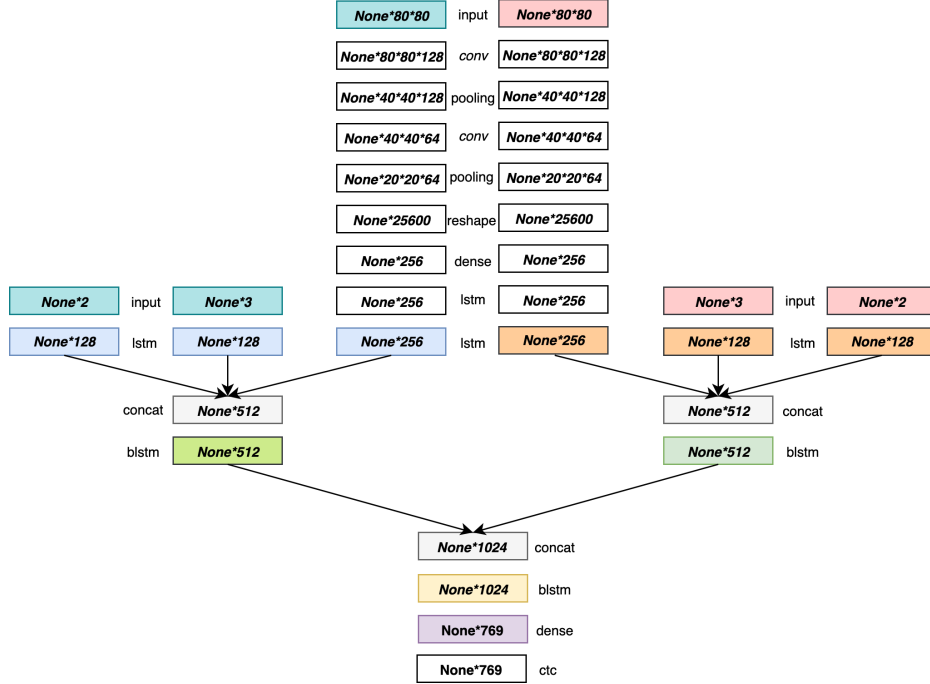 None*80*80 input None*80*80
None*80*80*128 conv None*80*80*128
None*40*40*128 pooling None*40*40*128
None*40*40*64 conv None*40*40*64
None*20*20*64 pooling None*20*20*64
None*25600 reshape None*25600
None*256 dense None*256
None*2 input None*3 None*256 lstm None*256 None*3 input None*2
None*128 lstm None*128 None*256 lstm None*256 None*128 lstm None*128
concat None*512 None*512 concat
blstm None*512 None*512 blstm
None*1024 concat
None*1024 blstm
None*769 dense
None*769 ctc